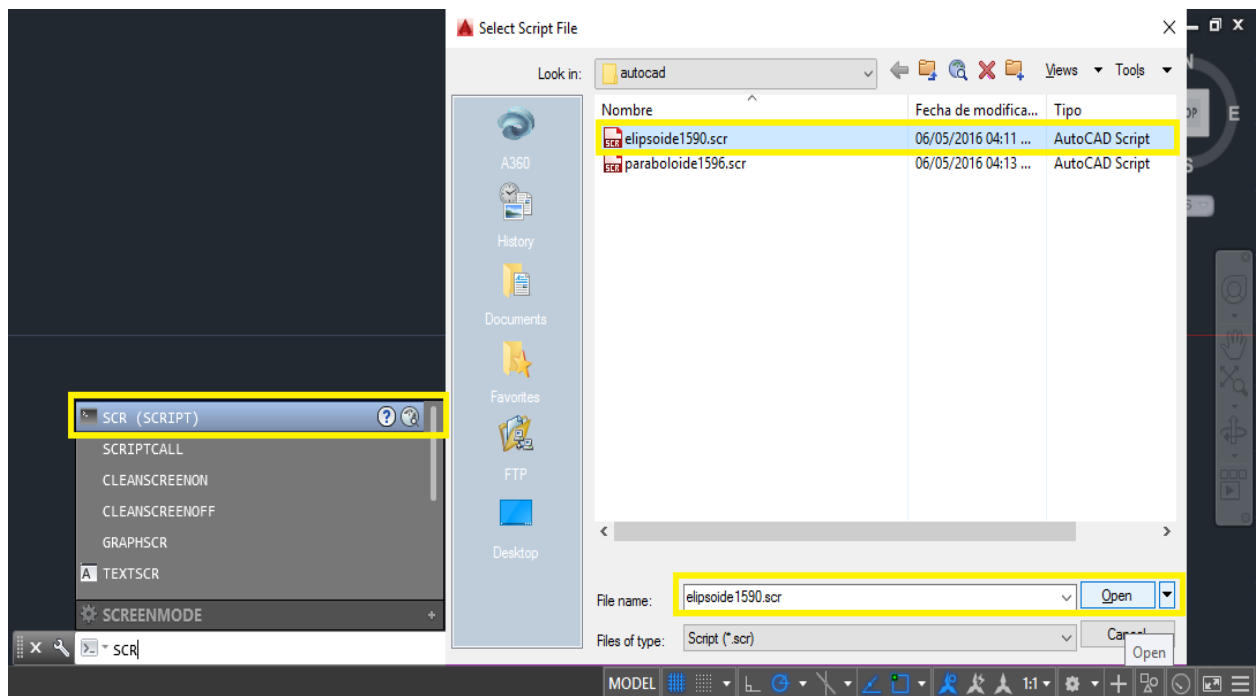 Select Script File
Look in:
autocad
Views
Tools
Nombre
Fecha de modifica...
Tipo
elipsoide1590.scr
06/05/2016 04:11 ...
AutoCAD Script
paraboloide1596.scr
06/05/2016 04:13 ...
AutoCAD Script
A360
History
Documents
Favorites
FTP
Desktop
File name:
elipsoide1590.scr
Open
Files of type:
Script (*.scr)
Open
SCR (SCRIPT)
SCRIPTCALL
CLEANSCREENON
CLEANSCREENOFF
GRAPHSCR
TEXTSCR
SCREENMODE
SCR
E
MODEL
1:1